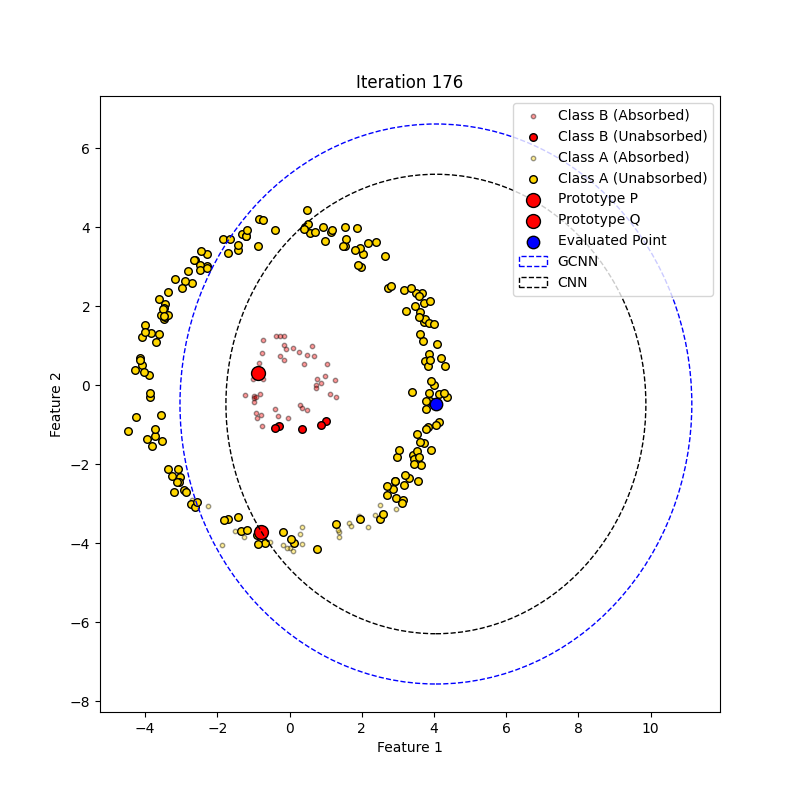 Iteration 176
Class B (Absorbed)
Class B (Unabsorbed)
Class A (Absorbed)
Class A (Unabsorbed)
Prototype P
Prototype Q
Evaluated Point
GCNN
CNN
6
4
2
0
−2
−4
−6
−8
Feature 2
−4
−2
0
2
4
6
8
10
Feature 1